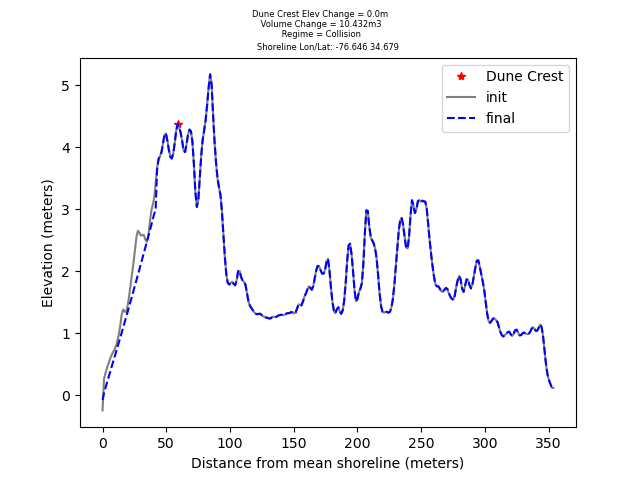 Dune Crest Elev Change = 0.0m
Volume Change = 10.432m3
Regime = Collision
Shoreline Lon/Lat: -76.646 34.679
Dune Crest
init
final
Elevation (meters)
5
4
3
2
1
0
0 50 100 150 200 250 300 350
Distance from mean shoreline (meters)